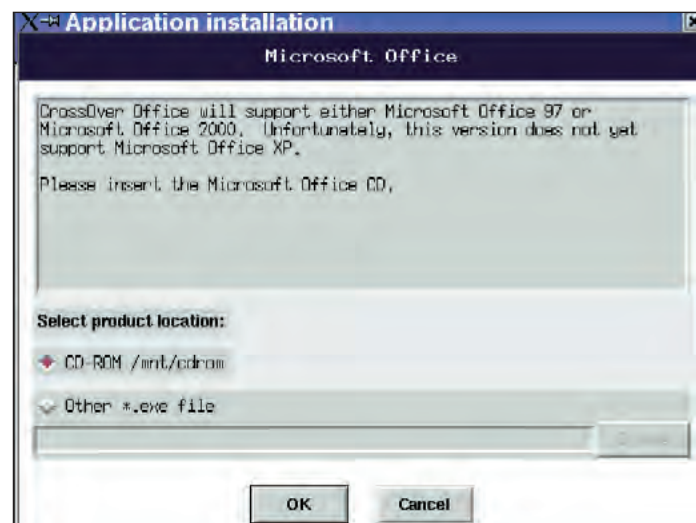 Application installation
Microsoft Office
CrossOver Office will support either Microsoft Office 97 or
Microsoft Office 2000. Unfortunately, this version does not yet
support Microsoft Office XP.
Please insert the Microsoft Office CD.
Select product location:
CD-ROM /mnt/cdrom
Other *.exe file
OK
Cancel